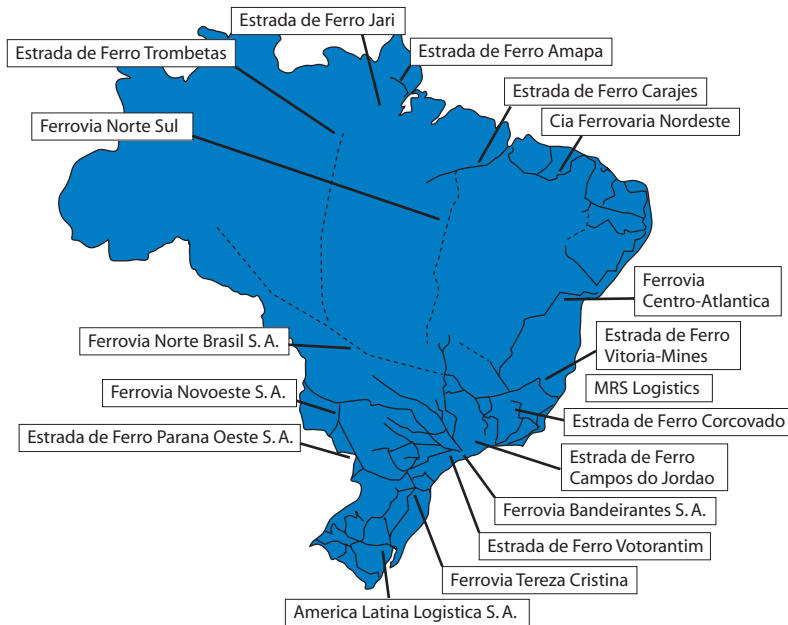 Estrada de Ferro Jari
Estrada de Ferro Trombetas
Estrada de Ferro Amapa
Estrada de Ferro Carajes
Ferrovia Norte Sul
Cia Ferrovaria Nordeste
Ferrovia
Centro-Atlantica
Ferrovia Norte Brasil S. A.
Estrada de Ferro
Vitoria-Mines
Ferrovia Novoeste S. A.
MRS Logistics
Estrada de Ferro Corcovado
Estrada de Ferro Parana Oeste S. A.
Estrada de Ferro
Campos do Jordao
Ferrovia Bandeirantes S. A.
Estrada de Ferro Votorantim
Ferrovia Tereza Cristina
America Latina Logistica S. A.